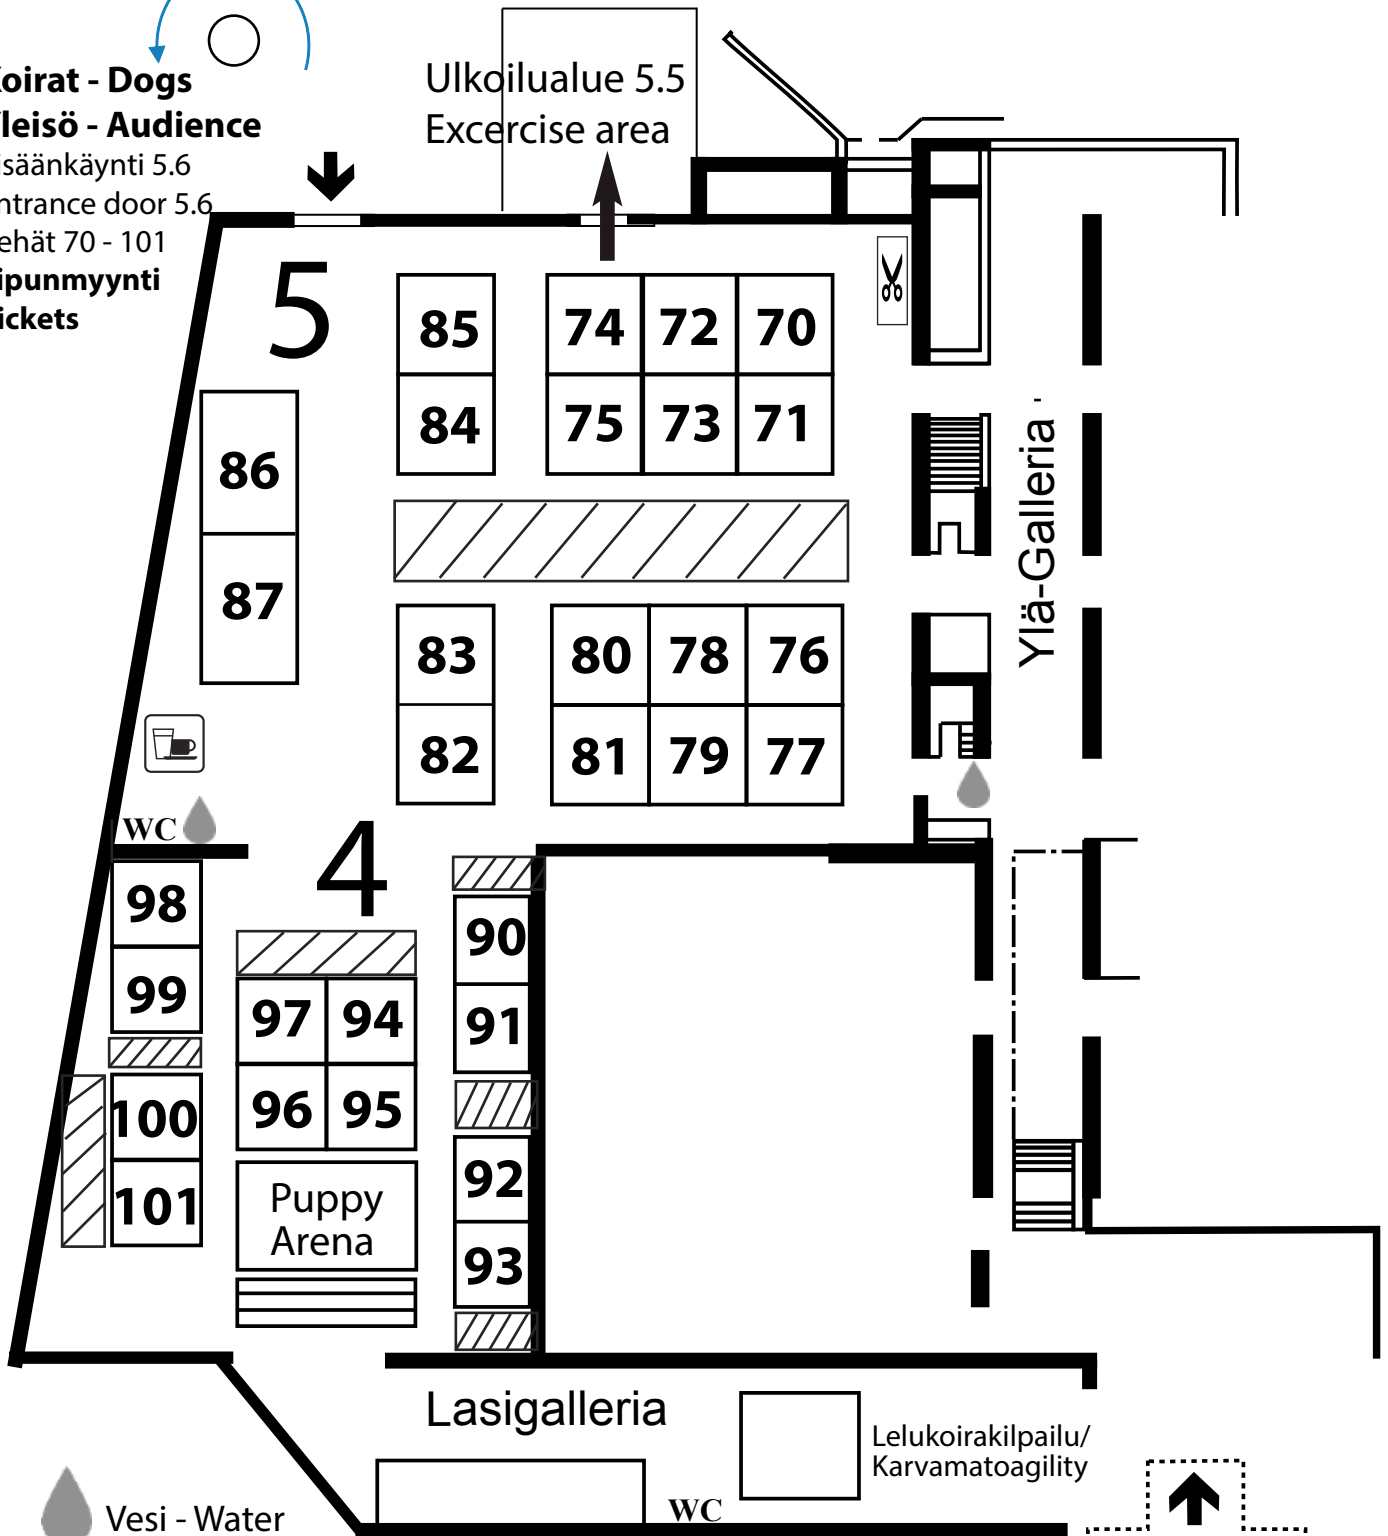 oirat - Dogs
leisö - Audience
isäänkäynti 5.6
ntrance door 5.6
ehät 70 - 101
ipunmyynti
ickets
Ulkoilualue 5.5
Excercise area
5
85
74
72
70
84
75
73
71
86
87
83
80
78
76
82
81
79
77
Ylä-Galleria
WC
4
98
99
90
91
97
94
96
95
100
101
92
93
Puppy
Arena
Lasigalleria
Lelukoirakilpailu/
Karvamatoagility
WC
Vesi - Water